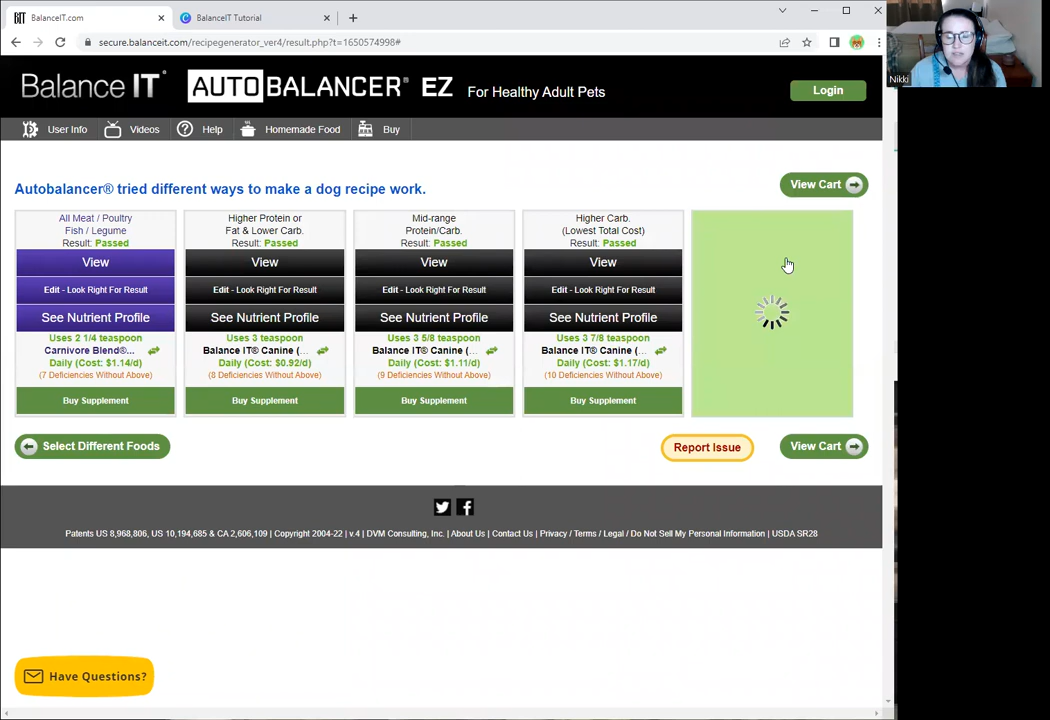 BIT BalanceIT.com
BalanceIT Tutorial
secure.balanceit.com/recipegenerator_ver4/result.php?t=1650574998#
Nikki
Balance IT® AUTOBALANCER® EZ For Healthy Adult Pets
Login
User Info Videos Help Homemade Food Buy
Autobalancer® tried different ways to make a dog recipe work.
View Cart
All Meat / Poultry
Fish / Legume
Result: Passed
View
Edit - Look Right For Result
See Nutrient Profile
Uses 2 1/4 teaspoon
Carnivore Blend®...
Daily (Cost: $1.14/d)
(7 Deficiencies Without Above)
Buy Supplement
Higher Protein or
Fat & Lower Carb.
Result: Passed
View
Edit - Look Right For Result
See Nutrient Profile
Uses 3 teaspoon
Balance IT® Canine (...
Daily (Cost: $0.92/d)
(8 Deficiencies Without Above)
Buy Supplement
Mid-range
Protein/Carb.
Result: Passed
View
Edit - Look Right For Result
See Nutrient Profile
Uses 3 5/8 teaspoon
Balance IT® Canine (...
Daily (Cost: $1.11/d)
(9 Deficiencies Without Above)
Buy Supplement
Higher Carb.
(Lowest Total Cost)
Result: Passed
View
Edit - Look Right For Result
See Nutrient Profile
Uses 3 7/8 teaspoon
Balance IT® Canine (...
Daily (Cost: $1.17/d)
(10 Deficiencies Without Above)
Buy Supplement
Select Different Foods
Report Issue
View Cart
Patents US 8,968,806, US 10,194,685 & CA 2,606,109 | Copyright 2004-22 | v.4 | DVM Consulting, Inc. | About Us | Contact Us | Privacy / Terms / Legal / Do Not Sell My Personal Information | USDA SR28
Have Questions?